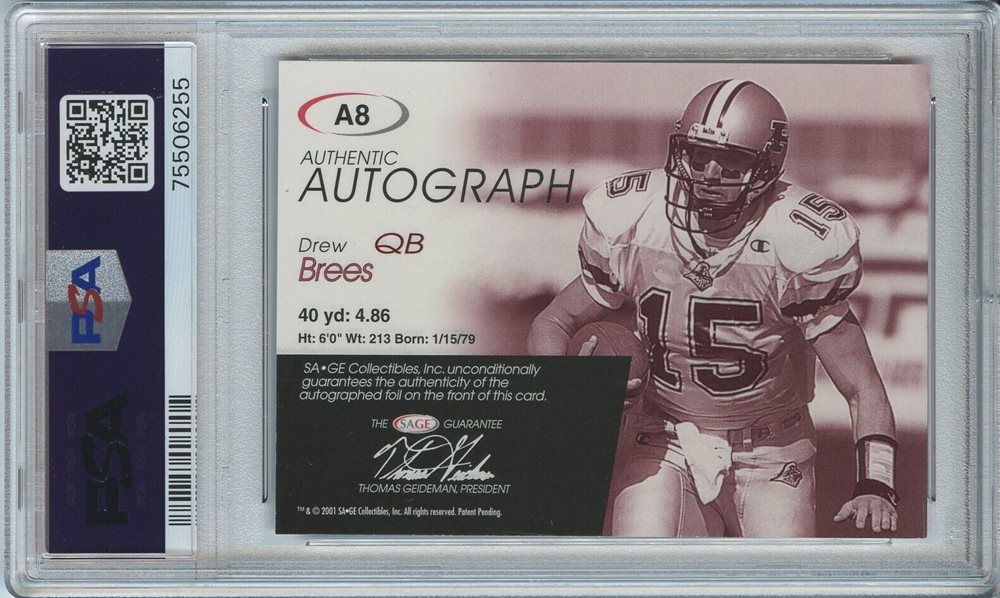 75506255
PSA
PSA
A8
AUTHENTIC
AUTOGRAPH
Drew QB
Brees
40 yd: 4.86
Ht: 6'0" Wt: 213 Born: 1/15/79
SA•GE Collectibles, Inc. unconditionally
guarantees the authenticity of the
autographed foil on the front of this card.
THE SAGE GUARANTEE
THOMAS GEIDEMAN, PRESIDENT
™ & © 2001 SA•GE Collectibles, Inc. All rights reserved. Patent Pending.
15
15
15